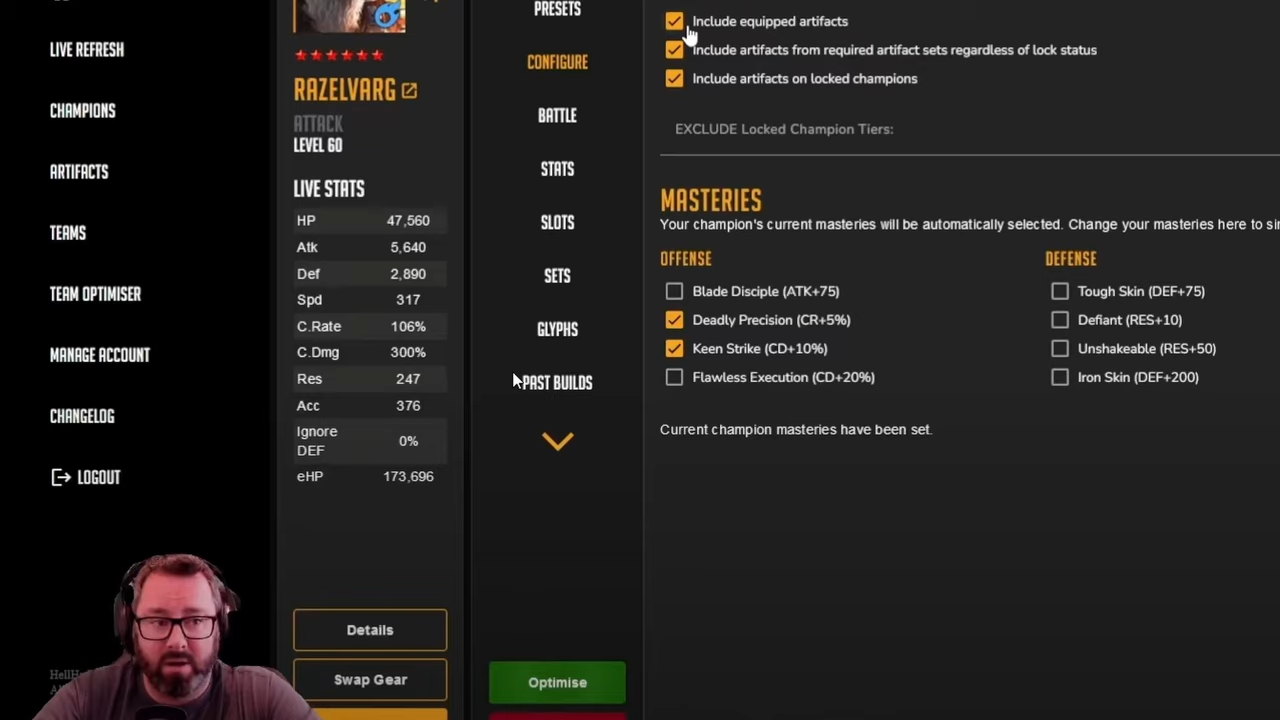 LIVE REFRESH
CHAMPIONS
ARTIFACTS
TEAMS
TEAM OPTIMISER
MANAGE ACCOUNT
CHANGELOG
LOGOUT
RAZELVARG
ATTACK
LEVEL 60
LIVE STATS
HP 47,560
Atk 5,640
Def 2,890
Spd 317
C.Rate 106%
C.Dmg 300%
Res 247
Acc 376
Ignore
DEF 0%
eHP 173,696
Details
Swap Gear
PRESETS
CONFIGURE
BATTLE
STATS
SLOTS
SETS
GLYPHS
PAST BUILDS
Optimise
Include equipped artifacts
Include artifacts from required artifact sets regardless of lock status
Include artifacts on locked champions
EXCLUDE Locked Champion Tiers:
MASTERIES
Your champion's current masteries will be automatically selected. Change your masteries here to
OFFENSE
Blade Disciple (ATK+75)
Deadly Precision (CR+5%)
Keen Strike (CD+10%)
Flawless Execution (CD+20%)
DEFENSE
Tough Skin (DEF+75)
Defiant (RES+10)
Unshakeable (RES+50)
Iron Skin (DEF+200)
Current champion masteries have been set.